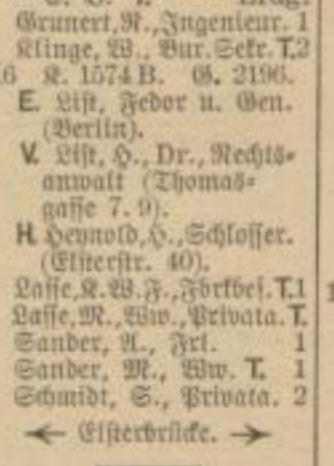 Grunert, R., Ingenieur. 1
Klinge, W., Bur. Sekr. T. 2
6 K. 1574 B. G. 2196.
E. List, Fedor u. Gen.
(Berlin).
V. List, H., Dr., Rechts=
anwalt (Thomas=
gasse 7. 9).
H. Heynold, H., Schlosser.
(Elsterstr. 40).
Lasse, K. W. F., Förkbes. T. 1
Lasse, M., Ww., Privata. T.
Sander, A., Frl. 1
Sander, M., Ww. T. 1
Schmidt, S., Privata. 2
← Elsterbrücke. →